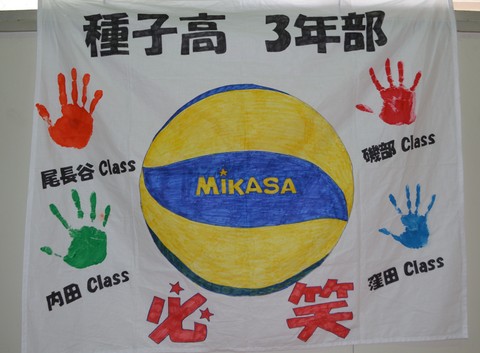 種子高 3年部
尾長谷 Class
磯部 Class
MiKASA
内田 Class
窪田 Class
必笑